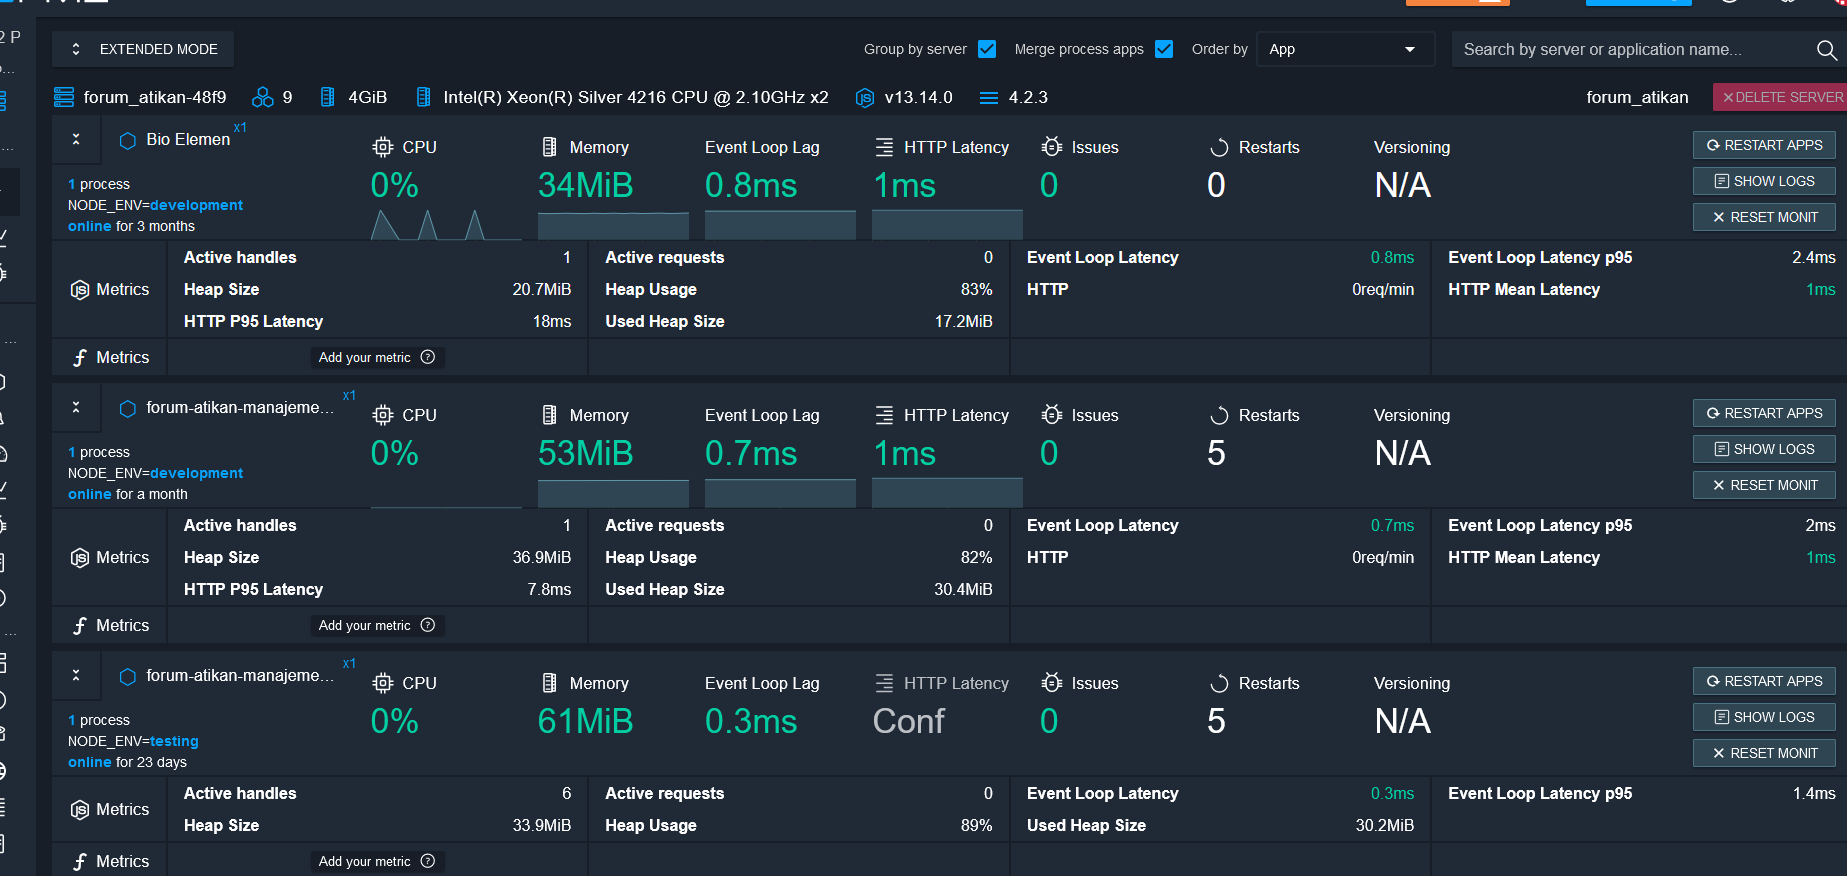 EXTENDED MODE
Group by server
Merge process apps
Order by
App
Search by server or application name...
forum_atikan-48f9
9
4GiB
Intel(R) Xeon(R) Silver 4216 CPU @ 2.10GHz x2
v13.14.0
4.2.3
forum_atikan
DELETE SERVER
Bio Elemen
x1
1 process
NODE_ENV=development
online for 3 months
CPU
0%
Memory
34MiB
Event Loop Lag
0.8ms
HTTP Latency
1ms
Issues
0
Restarts
0
Versioning
N/A
RESTART APPS
SHOW LOGS
RESET MONIT
Metrics
Active handles 1
Heap Size 20.7MiB
HTTP P95 Latency 18ms
Active requests 0
Heap Usage 83%
Used Heap Size 17.2MiB
Event Loop Latency 0.8ms
HTTP 0req/min
Event Loop Latency p95 2.4ms
HTTP Mean Latency 1ms
Metrics
Add your metric
forum-atikan-manajeme...
x1
1 process
NODE_ENV=development
online for a month
CPU
0%
Memory
53MiB
Event Loop Lag
0.7ms
HTTP Latency
1ms
Issues
0
Restarts
5
Versioning
N/A
RESTART APPS
SHOW LOGS
RESET MONIT
Metrics
Active handles 1
Heap Size 36.9MiB
HTTP P95 Latency 7.8ms
Active requests 0
Heap Usage 82%
Used Heap Size 30.4MiB
Event Loop Latency 0.7ms
HTTP 0req/min
Event Loop Latency p95 2ms
HTTP Mean Latency 1ms
Metrics
Add your metric
forum-atikan-manajeme...
x1
1 process
NODE_ENV=testing
online for 23 days
CPU
0%
Memory
61MiB
Event Loop Lag
0.3ms
HTTP Latency
Conf
Issues
0
Restarts
5
Versioning
N/A
RESTART APPS
SHOW LOGS
RESET MONIT
Metrics
Active handles 6
Heap Size 33.9MiB
Active requests 0
Heap Usage 89%
Event Loop Latency 0.3ms
Used Heap Size 30.2MiB
Event Loop Latency p95 1.4ms
Metrics
Add your metric